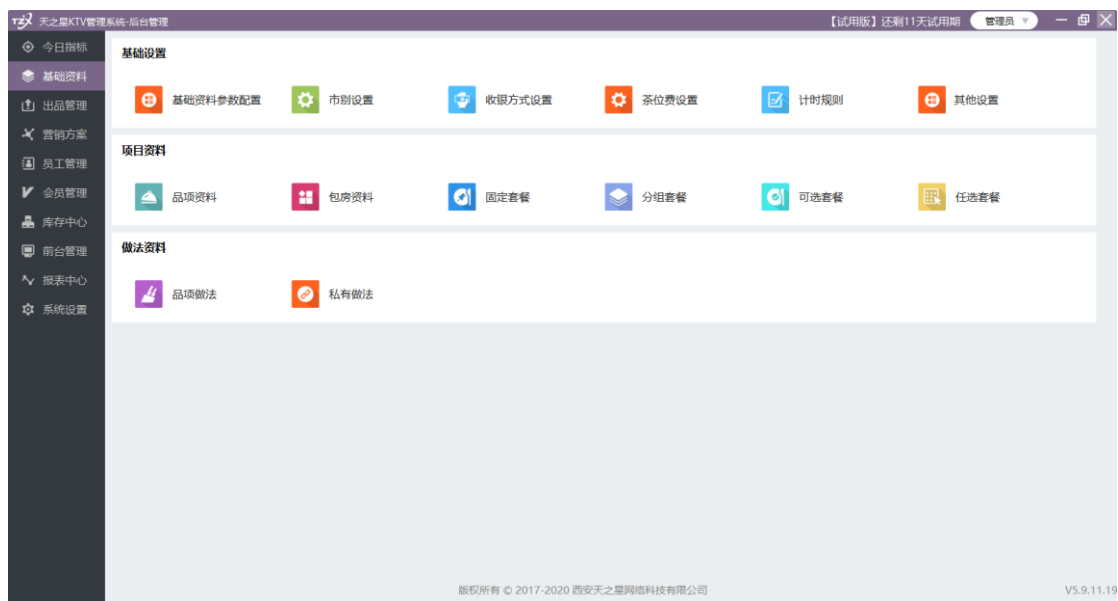 TZX 天之星KTV管理系统-后台管理 【试用版】还剩11天试用期 管理员
今日指标
基础资料
出品管理
营销方案
员工管理
会员管理
库存中心
前台管理
报表中心
系统设置
基础设置
基础资料参数配置 市别设置 收银方式设置 茶位费设置 计时规则 其他设置
项目资料
品项资料 包房资料 固定套餐 分组套餐 可选套餐 任选套餐
做法资料
品项做法 私有做法
版权所有 © 2017-2020 西安天之星网络科技有限公司 V5.9.11.19